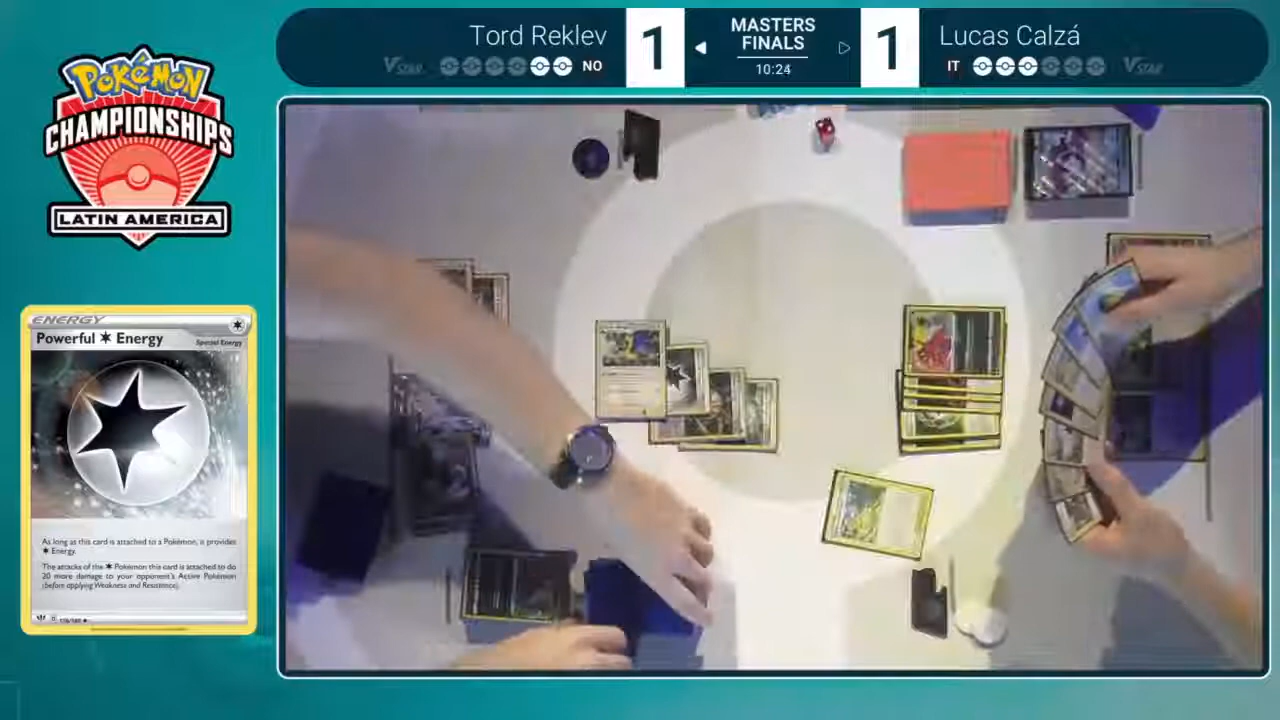 Pokémon
CHAMPIONSHIPS
LATIN AMERICA
VSTAR
Tord Reklev
NO
1
MASTERS
FINALS
10:24
1
Lucas Calzá
IT
VSTAR
ENERGY
Powerful Energy
Special Energy
As long as this card is attached to a Pokémon, it provides
Energy.
The attacks of the Pokémon this card is attached to do
20 more damage to your opponent's Active Pokémon
(before applying Weakness and Resistance).